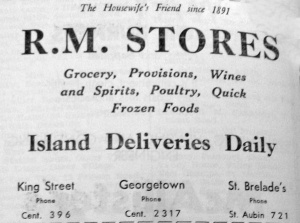 The Housewife's Friend since 1891
R.M. STORES
Grocery, Provisions, Wines
and Spirits, Poultry, Quick
Frozen Foods
Island Deliveries Daily
King Street Georgetown St. Brelade's
Phone Phone Phone
Cent. 396 Cent. 2317 St. Aubin 721